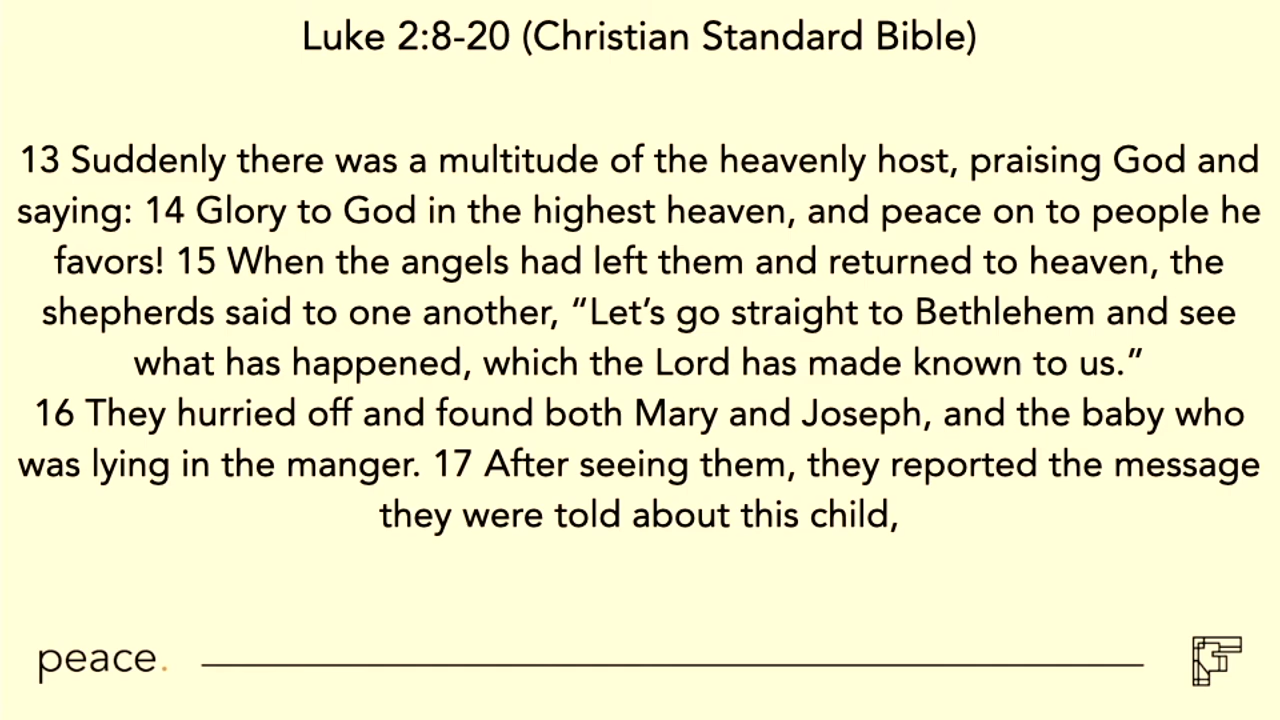 Luke 2:8-20 (Christian Standard Bible)
13 Suddenly there was a multitude of the heavenly host, praising God and
saying: 14 Glory to God in the highest heaven, and peace on to people he
favors! 15 When the angels had left them and returned to heaven, the
shepherds said to one another, “Let’s go straight to Bethlehem and see
what has happened, which the Lord has made known to us.”
16 They hurried off and found both Mary and Joseph, and the baby who
was lying in the manger. 17 After seeing them, they reported the message
they were told about this child,
peace.